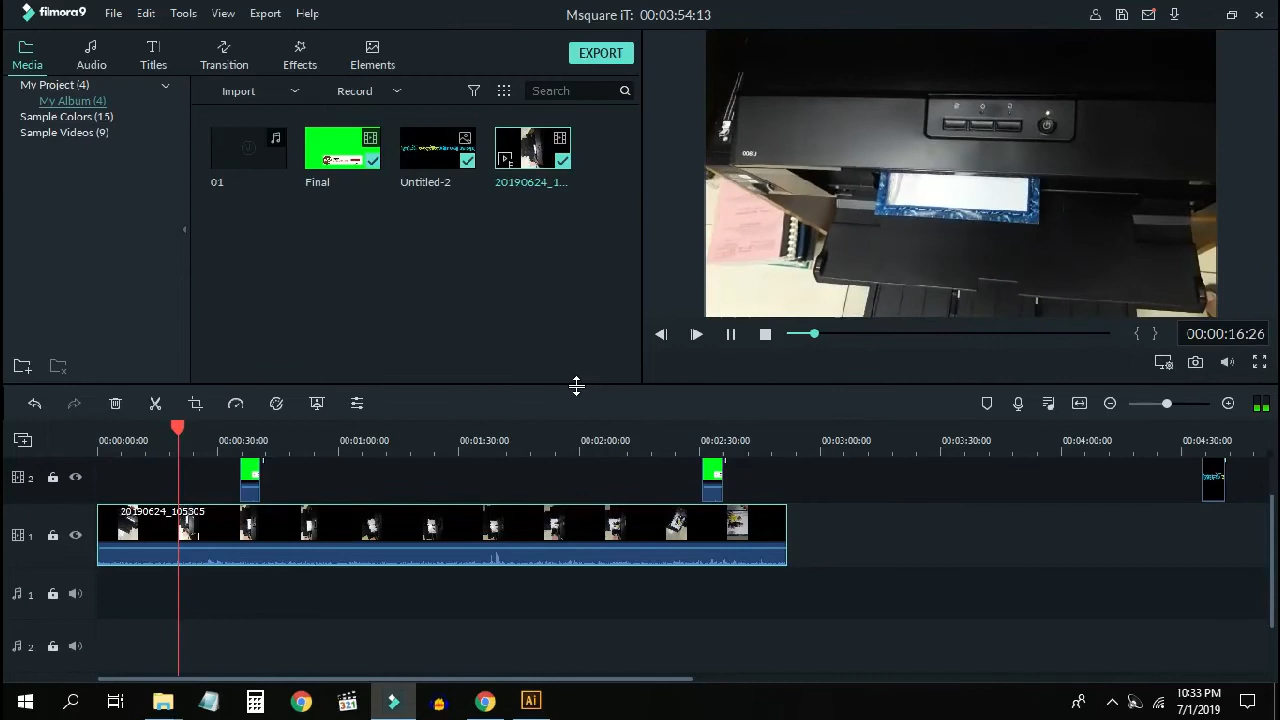 filmora9
File Edit Tools View Export Help
Msquare iT: 00:03:54:13
Media Audio Titles Transition Effects Elements
EXPORT
My Project (4)
My Album (4)
Sample Colors (15)
Sample Videos (9)
Import Record Search
01 Final Untitled-2 20190624_1...
00:00:16:26
00:00:00:00 00:00:30:00 00:01:00:00 00:01:30:00 00:02:00:00 00:02:30:00 00:03:00:00 00:03:30:00 00:04:00:00 00:04:30:00
2
20190624_105305
1
1
2
Ai
321
10:33 PM
7/1/2019